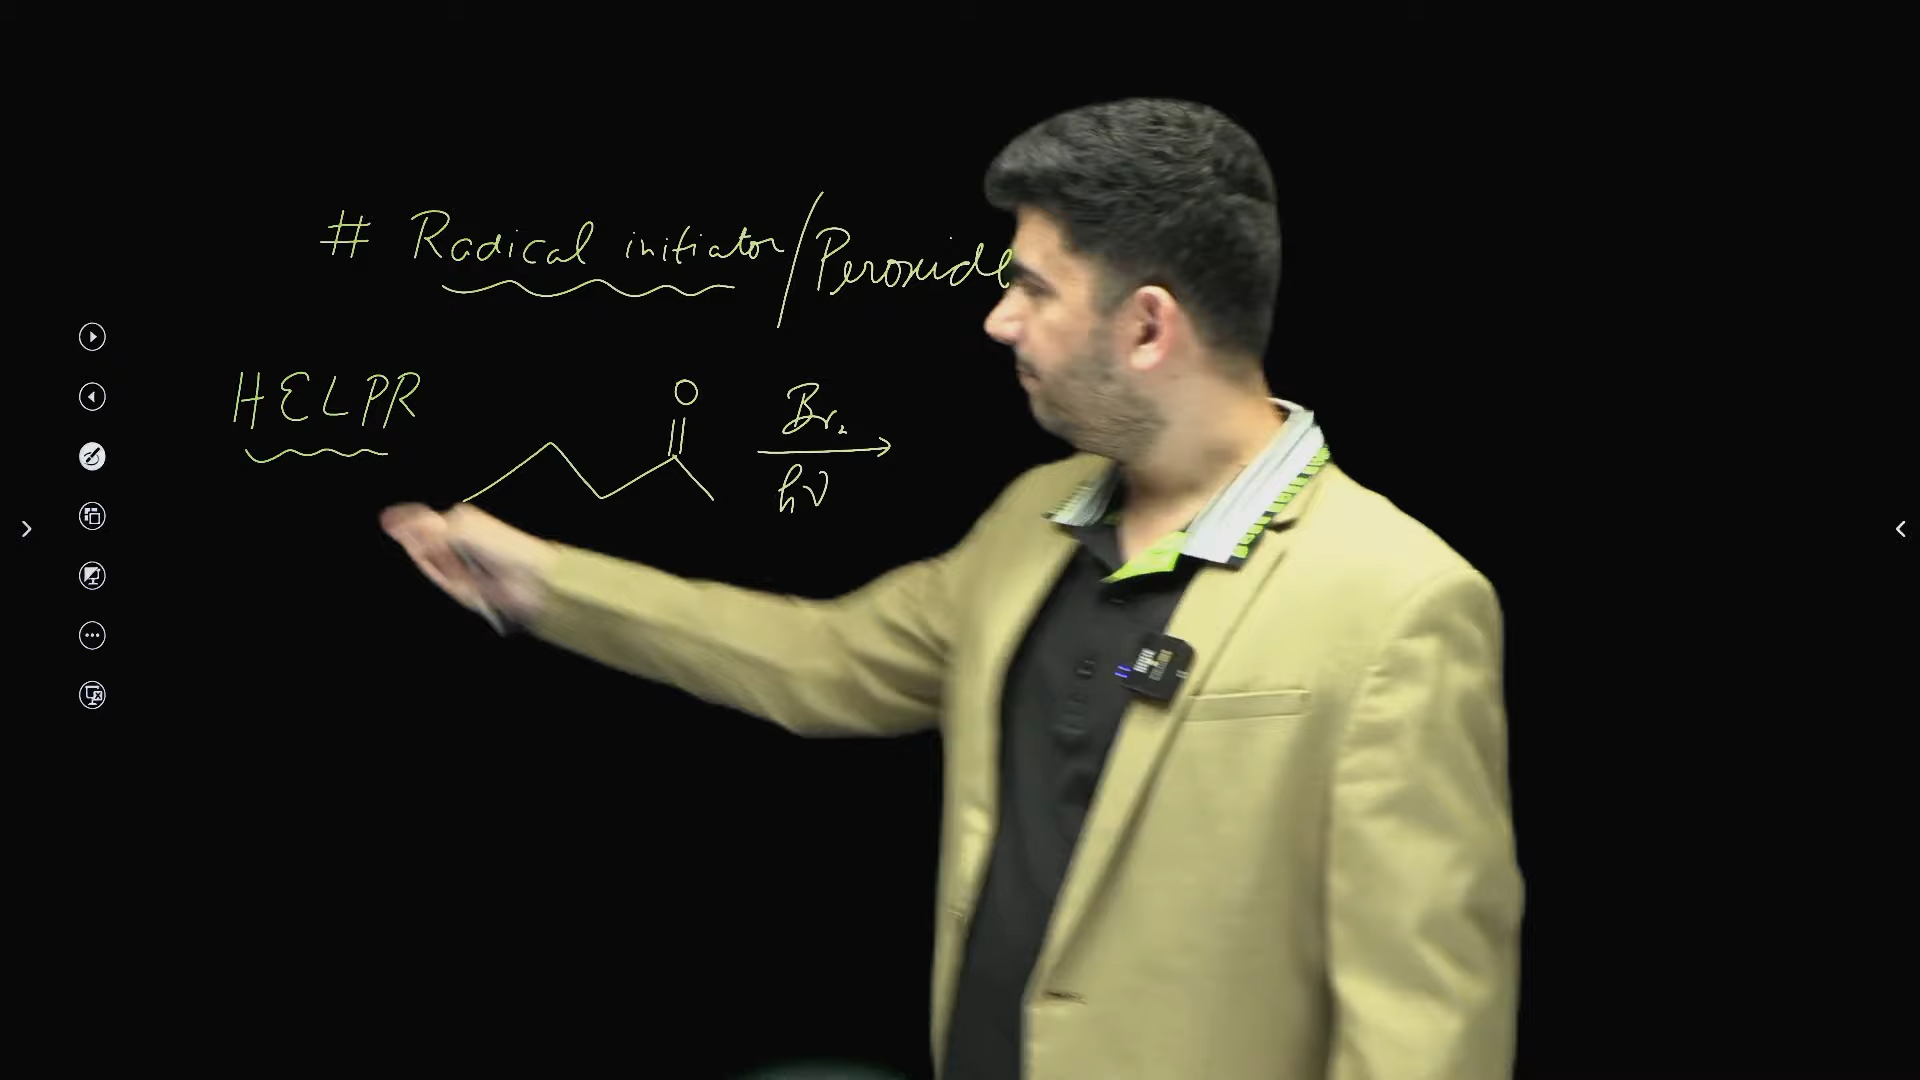 # Radical initiator/Peroxide
HELPR
O
Br₂
hν